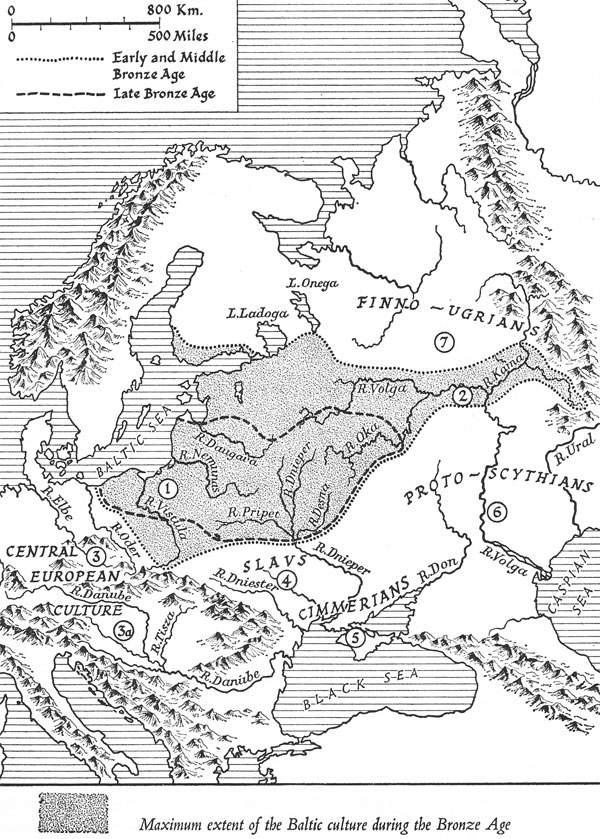 0 800 Km.
0 500 Miles
Early and Middle
Bronze Age
Late Bronze Age
L. Onega
L. Ladoga
FINNO-UGRIANS
7
R. Kama
R. Volga
2
BALTIC SEA
R. Daugava
R. Oka
R. Nemunas
R. Dnieper
R. Ural
1
PROTO-SCYTHIANS
R. Elbe
R. Vistula
R. Pripet
R. Desna
6
R. Oder
CENTRAL
3
EUROPEAN
SLAVS
R. Dnieper
R. Volga
R. Danube
R. Dniester
4
R. Don
CASPIAN
SEA
CULTURE
CIMMERIANS
3a
R. Tisza
5
R. Danube
BLACK SEA
Maximum extent of the Baltic culture during the Bronze Age